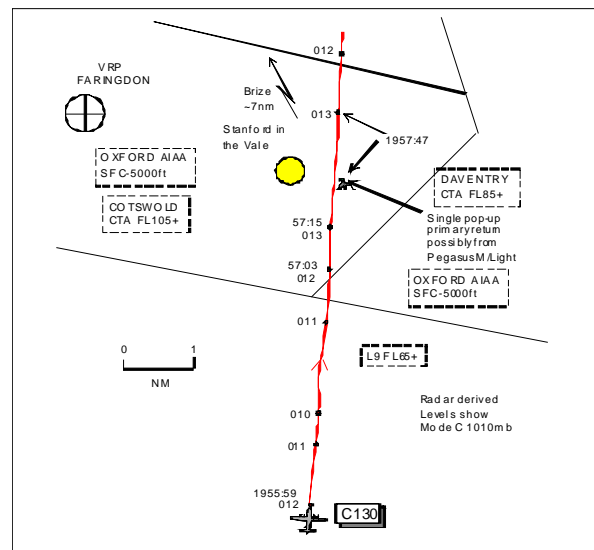 012
VRP
FARINGDON
Brize
~7nm
013
Stanford in
the Vale
1957:47
OXFORD AIAA
SFC-5000ft
DAVENTRY
CTA FL85+
COTSWOLD
CTA FL105+
Single pop-up
primary return
possibly from
Pegasus M/Light
57:15
013
57:03
012
OXFORD AIAA
SFC-5000ft
011
0 1
NM
L9 FL65+
Radar derived
Levels show
Mode C 1010mb
010
011
1955:59
012
C130